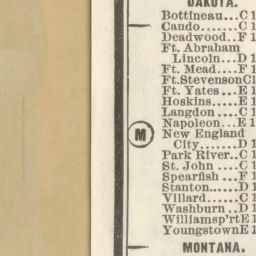 DAKOTA.
Bottineau...C 1
Cando......C 1
Deadwood..F 1
Ft. Abraham
Lincoln...D 1
Ft. Mead....F 1
Ft.StevensonC1
Ft. Yates...E 1
Hoskins.....E 1
Langdon....C 1
Napoleon...E 1
M
New England
City.......D 1
Park River..C 1
St. John ....C 1
Spearfish ...F 1
Stanton.....D 1
Villard......C 1
Washburn..D 1
Williamsp'rtE 1
YoungstownE 1
MONTANA.